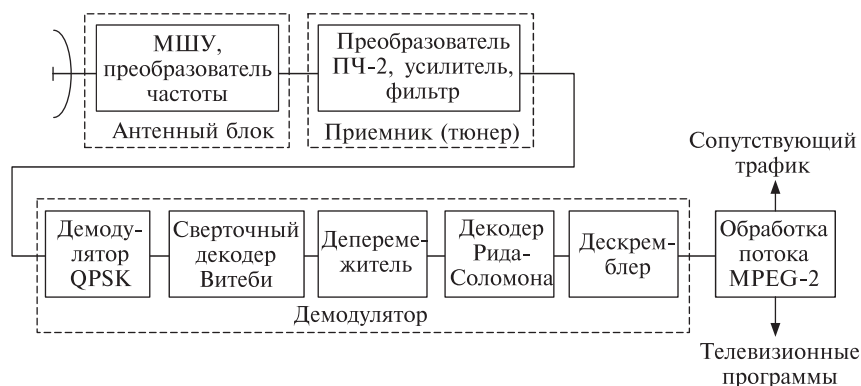 МШУ,
преобразователь
частоты
Антенный блок
Преобразователь
ПЧ-2, усилитель,
фильтр
Приемник (тюнер)
Сопутствующий
трафик
Демоду-
лятор
QPSK
Сверточный
декодер
Витеби
Депереме-
житель
Декодер
Рида-
Соломона
Дескрем-
блер
Обработка
потока
MPEG-2
Демодулятор
Телевизионные
программы